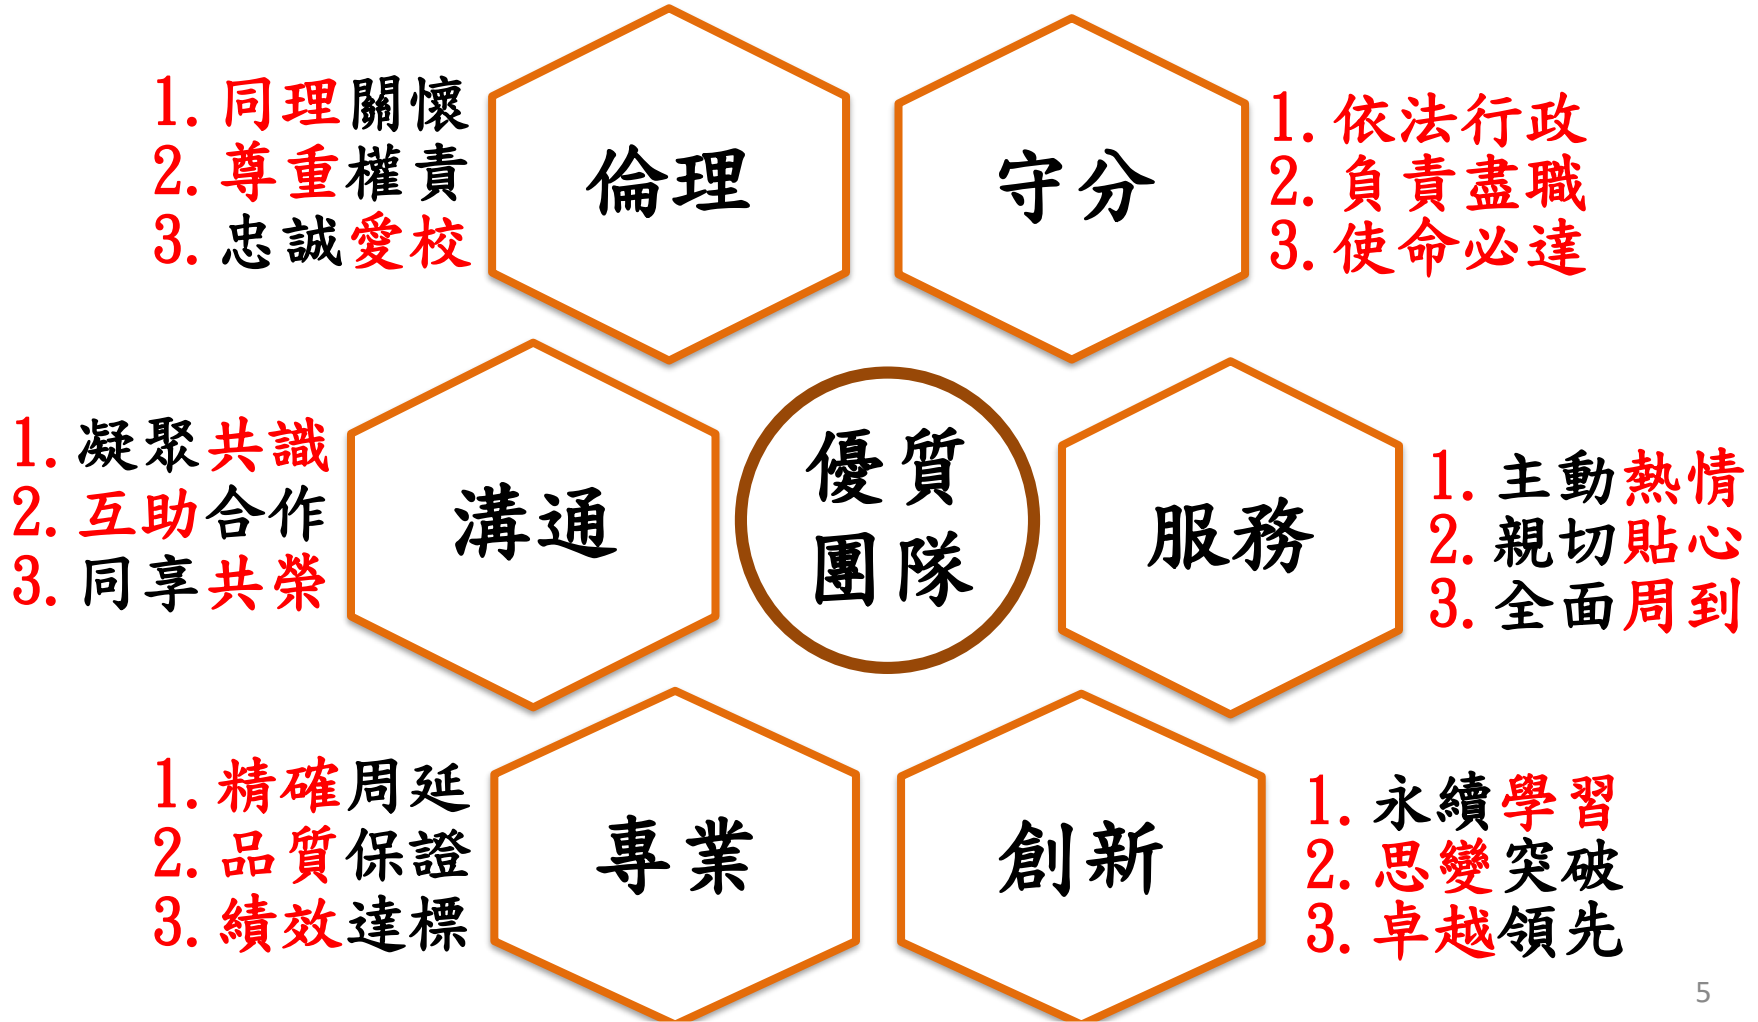 1. 同理關懷
2. 尊重權責
3. 忠誠愛校
倫理
守分
1. 依法行政
2. 負責盡職
3. 使命必達
1. 凝聚共識
2. 互助合作
3. 同享共榮
溝通
優質
團隊
服務
1. 主動熱情
2. 親切貼心
3. 全面周到
1. 精確周延
2. 品質保證
3. 績效達標
專業
創新
1. 永續學習
2. 思變突破
3. 卓越領先
5